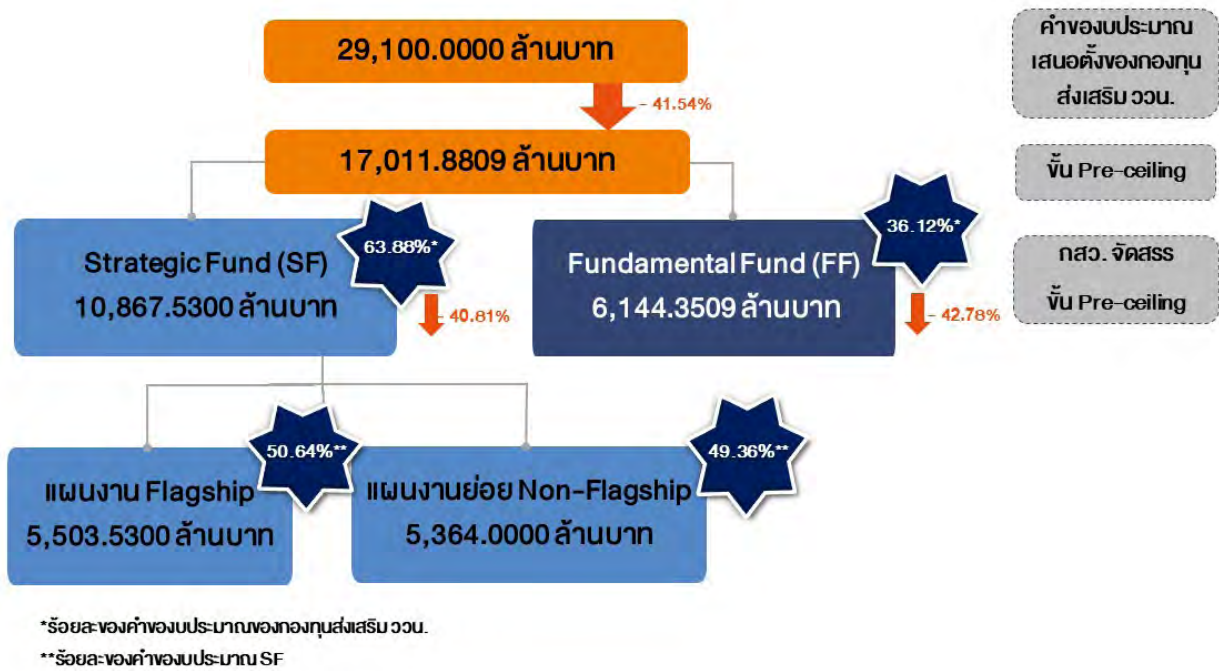 29,100.0000 ล้านบาท
คำของบประมาณ
เสนอตั้งของกองทุน
ส่งเสริม ววน.
- 41.54%
17,011.8809 ล้านบาท
ขั้น Pre-ceiling
63.88%*
36.12%*
Strategic Fund (SF)
10,867.5300 ล้านบาท
- 40.81%
Fundamental Fund (FF)
6,144.3509 ล้านบาท
- 42.78%
กสว. จัดสรร
ขั้น Pre-ceiling
50.64%**
49.36%**
แผนงาน Flagship
5,503.5300 ล้านบาท
แผนงานย่อย Non-Flagship
5,364.0000 ล้านบาท
*ร้อยละของคำของบประมาณของกองทุนส่งเสริม ววน.
**ร้อยละของคำของบประมาณ SF